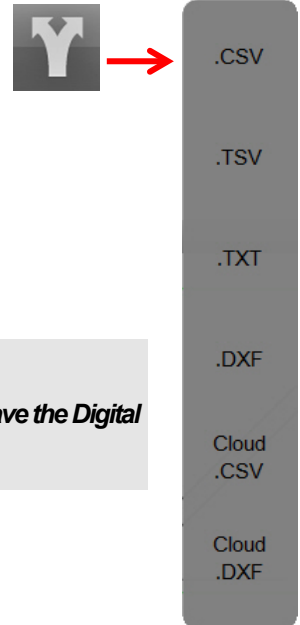 .CSV
.TSV
.TXT
.DXF
ave the Digital
Cloud
.CSV
Cloud
.DXF